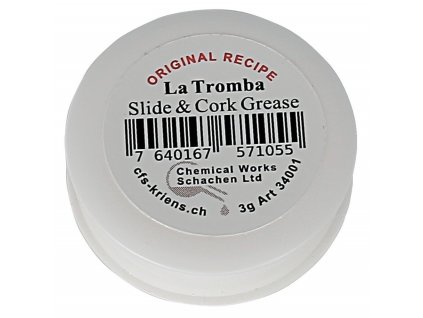 ORIGINAL RECIPE
La Tromba
Slide & Cork Grease
7 640167 571055
Chemical Works
Schachen Ltd
cfs-kriens.ch
3g Art 34001